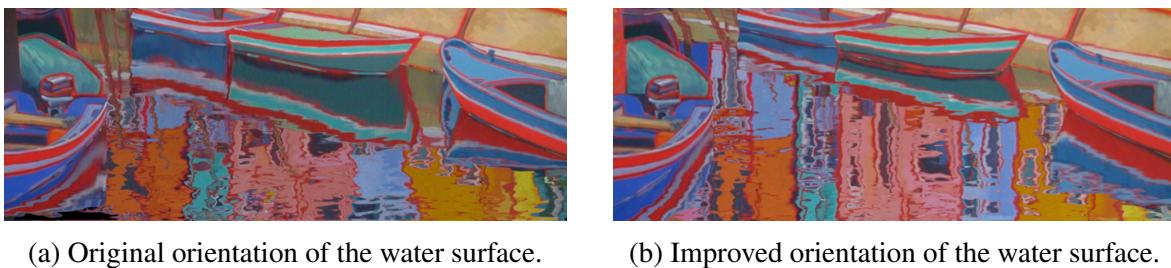 (a) Original orientation of the water surface.
(b) Improved orientation of the water surface.